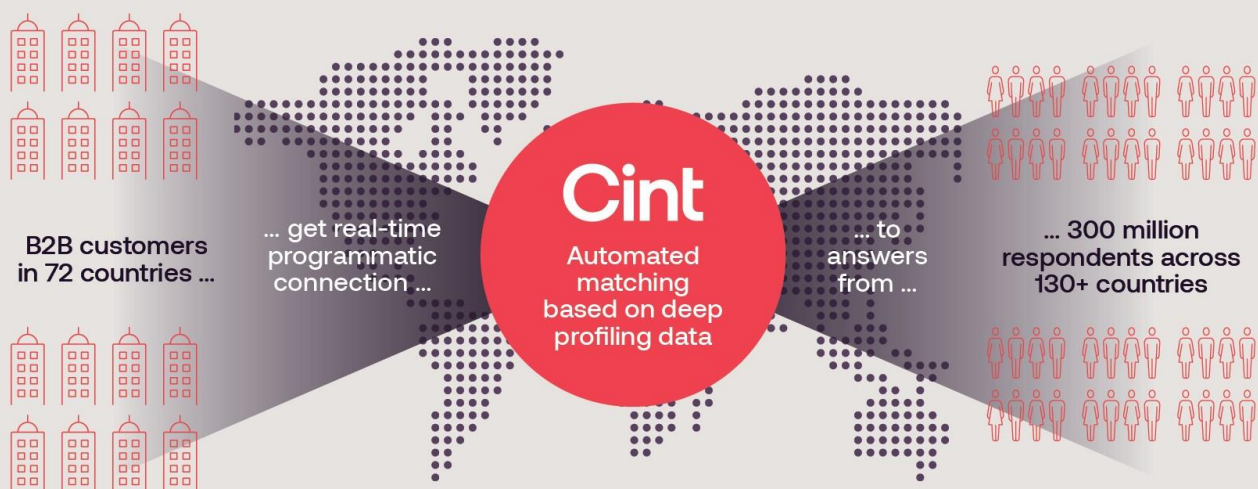 B2B customers
in 72 countries ...
... get real-time
programmatic
connection ...
Cint
Automated
matching
based on deep
profiling data
... to
answers
from ...
... 300 million
respondents across
130+ countries